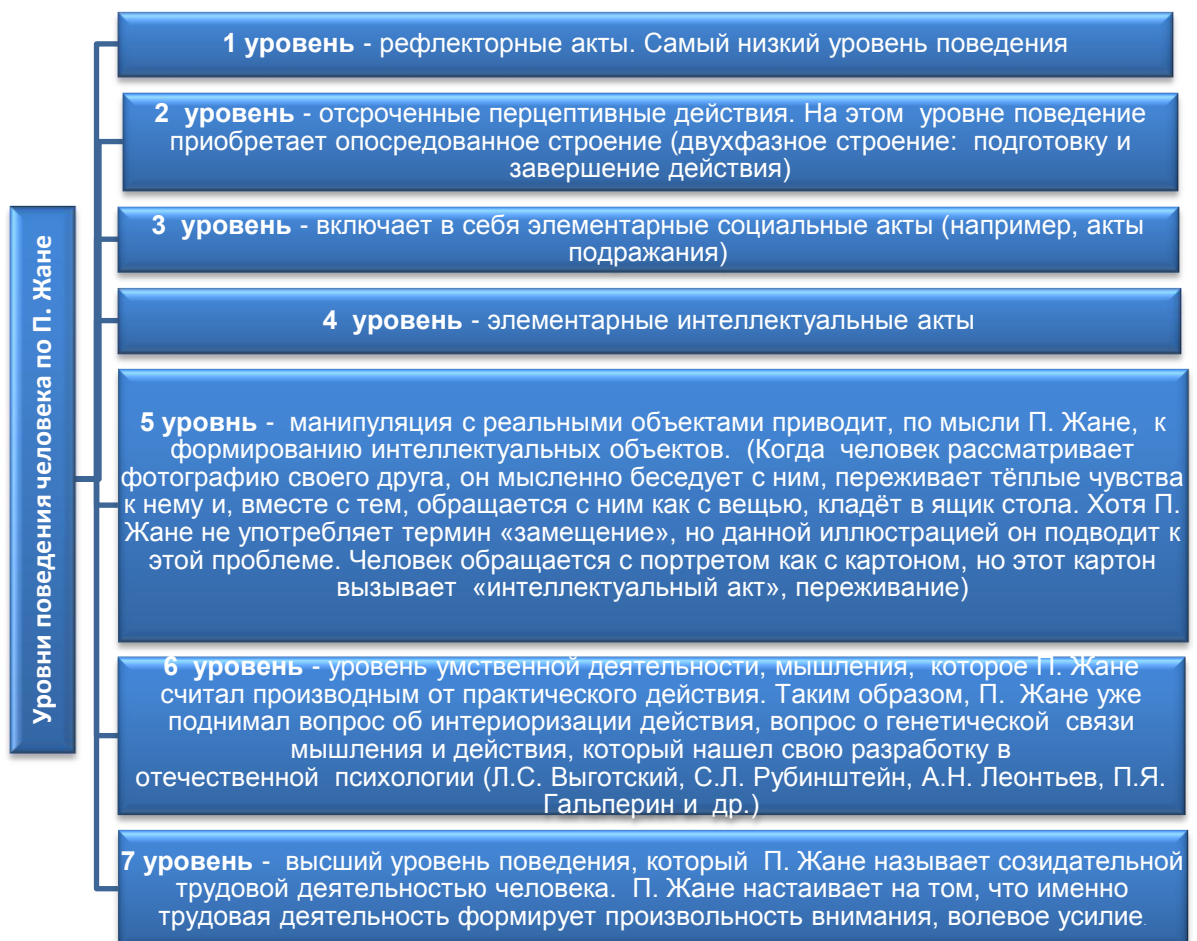 Уровни поведения человека по П. Жане
1 уровень - рефлекторные акты. Самый низкий уровень поведения
2 уровень - отсроченные перцептивные действия. На этом уровне поведение
приобретает опосредованное строение (двухфазное строение: подготовку и
завершение действия)
3 уровень - включает в себя элементарные социальные акты (например, акты
подражания)
4 уровень - элементарные интеллектуальные акты
5 уровнь - манипуляция с реальными объектами приводит, по мысли П. Жане, к
формированию интеллектуальных объектов. (Когда человек рассматривает
фотографию своего друга, он мысленно беседует с ним, переживает тёплые чувства
к нему и, вместе с тем, обращается с ним как с вещью, кладёт в ящик стола. Хотя П.
Жане не употребляет термин «замещение», но данной иллюстрацией он подводит к
этой проблеме. Человек обращается с портретом как с картоном, но этот картон
вызывает «интеллектуальный акт», переживание)
6 уровень - уровень умственной деятельности, мышления, которое П. Жане
считал производным от практического действия. Таким образом, П. Жане уже
поднимал вопрос об интериоризации действия, вопрос о генетической связи
мышления и действия, который нашел свою разработку в
отечественной психологии (Л.С. Выготский, С.Л. Рубинштейн, А.Н. Леонтьев, П.Я.
Гальперин и др.)
7 уровень - высший уровень поведения, который П. Жане называет созидательной
трудовой деятельностью человека. П. Жане настаивает на том, что именно
трудовая деятельность формирует произвольность внимания, волевое усилие.